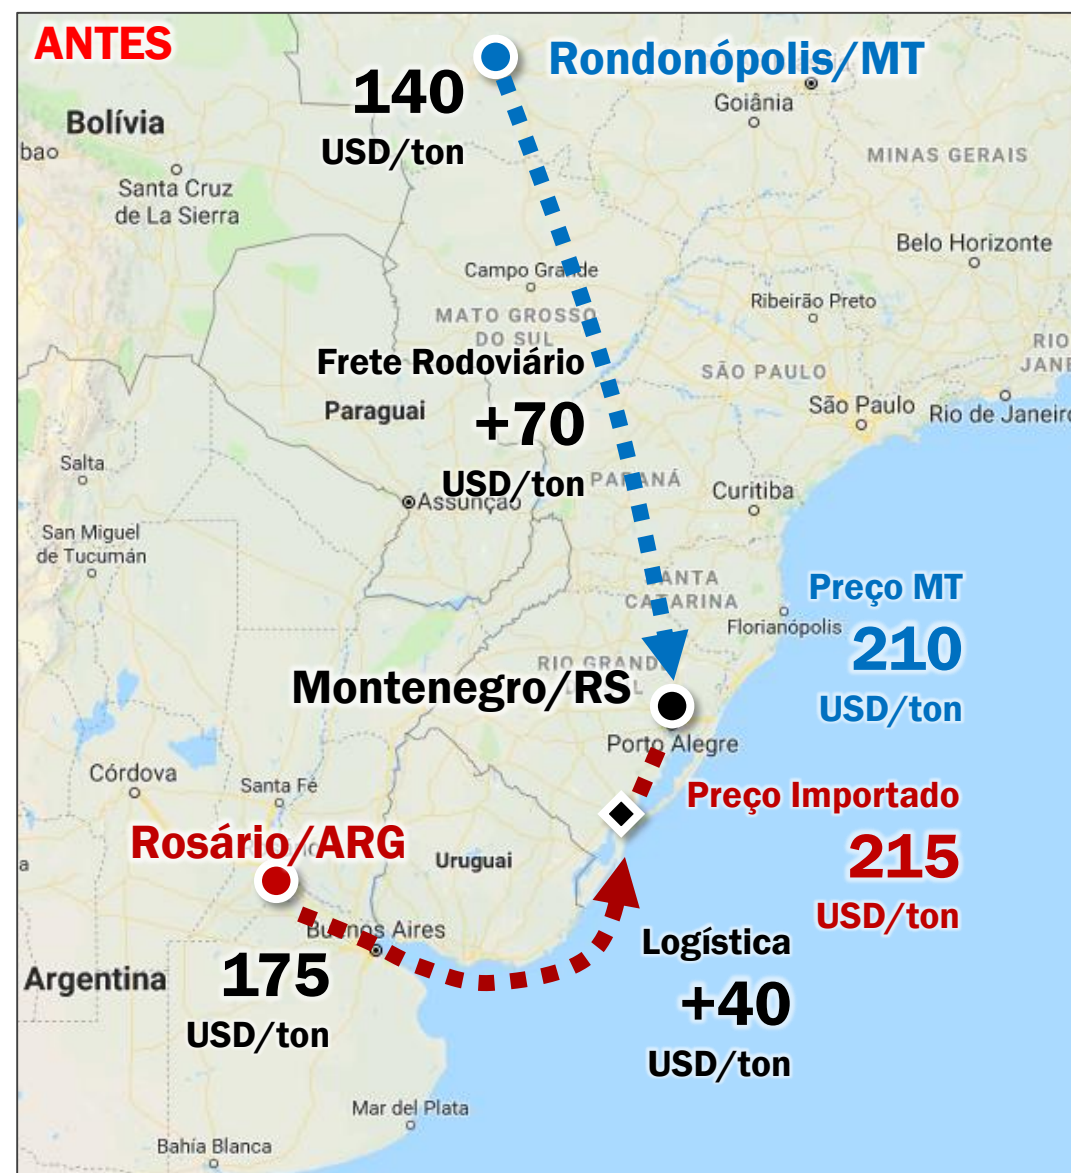 ANTES
Rondonópolis/MT
140
USD/ton
Goiânia
Bolívia
bao
MINAS GERAIS
Santa Cruz
de La Sierra
Belo Horizonte
Campo Grande
Ribeirão Preto
MATO GROSSO
DO SUL
RIO
JANE
Frete Rodoviário
SÃO PAULO
Paraguai
+70
São Paulo
Rio de Janeiro
Salta
USD/ton
PARANÁ
Curitiba
Assunção
San Miguel
de Tucumán
SANTA
CATARINA
Preço MT
Florianópolis
210
USD/ton
RIO GRANDE
Montenegro/RS
Porto Alegre
Córdova
Santa Fé
Preço Importado
215
USD/ton
Rosário/ARG
a
Uruguai
Buenos Aires
Logística
+40
USD/ton
Argentina
175
USD/ton
Mar del Plata
Bahía Blanca